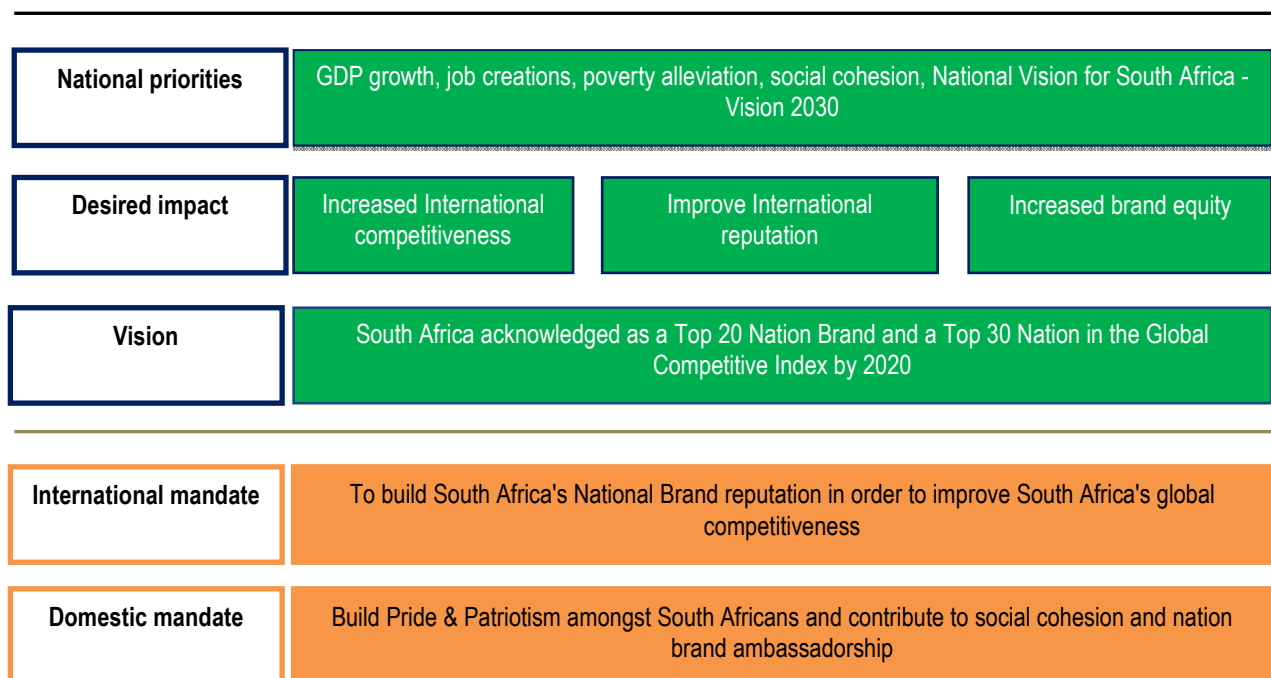 National priorities
GDP growth, job creations, poverty alleviation, social cohesion, National Vision for South Africa -
Vision 2030
Desired impact
Increased International
competitiveness
Improve International
reputation
Increased brand equity
Vision
South Africa acknowledged as a Top 20 Nation Brand and a Top 30 Nation in the Global
Competitive Index by 2020
International mandate
To build South Africa's National Brand reputation in order to improve South Africa's global
competitiveness
Domestic mandate
Build Pride & Patriotism amongst South Africans and contribute to social cohesion and nation
brand ambassadorship